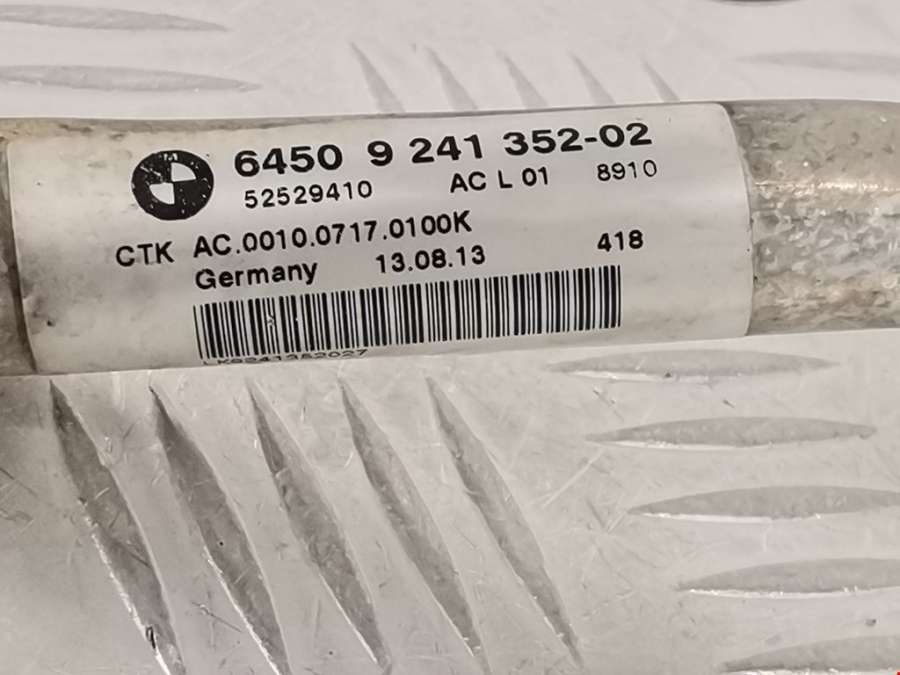 6450 9 241 352-02
52529410 AC L 01 8910
CTK AC.0010.0717.0100K
Germany 13.08.13 418
LK9241352027